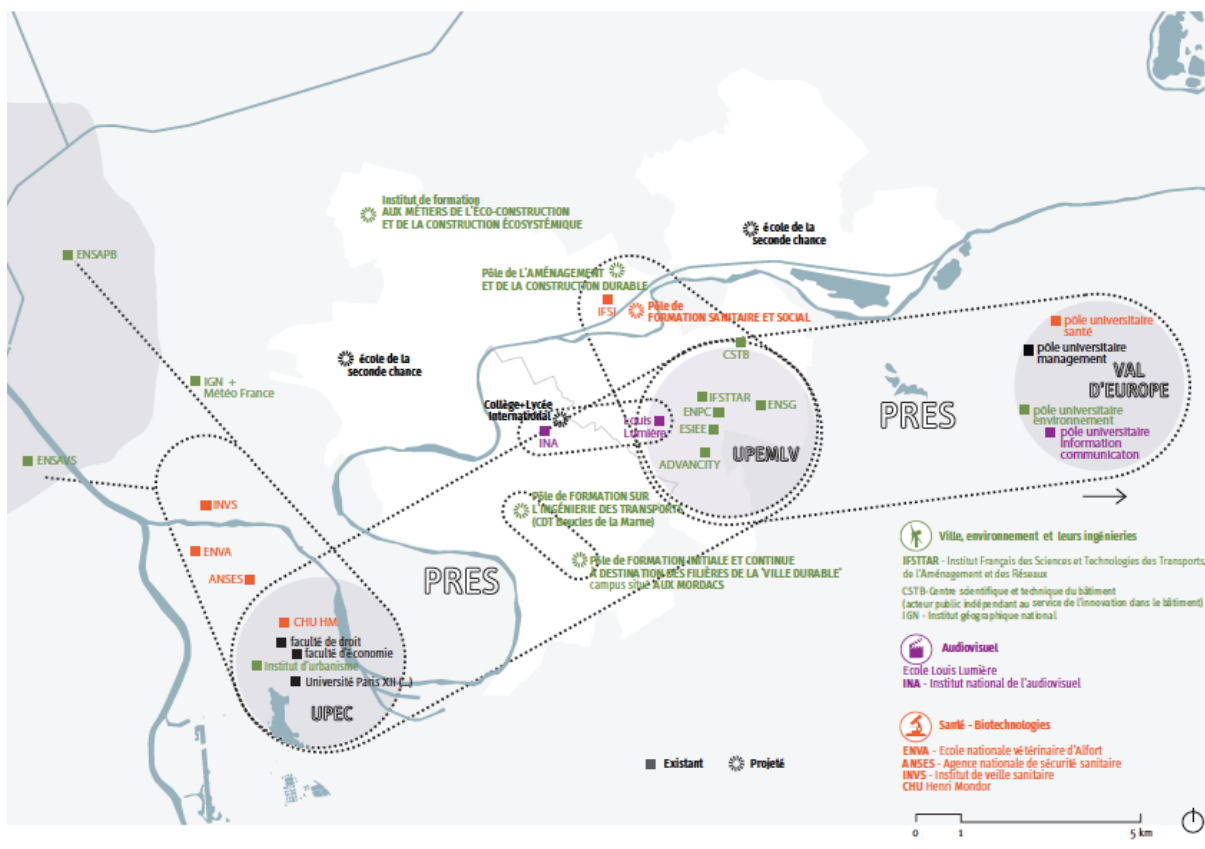 Institut de formation
AUX MÉTIERS DE L'ÉCO-CONSTRUCTION
ET DE LA CONSTRUCTION ÉCOSYSTÉMIQUE
école de la
seconde chance
ENSAPB
Pôle de L'AMÉNAGEMENT
ET DE LA CONSTRUCTION DURABLE
IFSI
Pôle de
FORMATION SANITAIRE ET SOCIAL
pôle universitaire
santé
pôle universitaire
management
VAL
D'EUROPE
pôle universitaire
environnement
pôle universitaire
information
communicaton
CSTB
école de la
seconde chance
IGN +
Météo France
Collège+Lycée
International
INA
Louis
Lumière
IFSTTAR
ENPC
ENSG
ESIEE
ADVANCITY
UPEMLV
PRES
ENSAVS
INVS
ENVA
ANSES
Pôle de FORMATION SUR
L'INGÉNIERIE DES TRANSPORTS
(CDT Boucles de la Marne)
Pôle de FORMATION INITIALE ET CONTINUE
À DESTINATION DES FILIÈRES DE LA 'VILLE DURABLE'
campus situé AUX MORDACS
PRES
CHU HM
faculté de droit
faculté d'économie
Institut d'urbanisme
Université Paris XII (...)
UPEC
Existant
Projeté
Ville, environnement et leurs ingénieries
IFSTTAR - Institut Français des Sciences et Technologies des Transports,
de l'Aménagement et des Réseaux
CSTB-Centre scientifique et technique du bâtiment
(acteur public indépendant au service de l'innovation dans le bâtiment)
IGN - Institut géographique national
Audiovisuel
Ecole Louis Lumière
INA - Institut national de l'audiovisuel
Santé - Biotechnologies
ENVA - Ecole nationale vétérinaire d'Alfort
ANSES - Agence nationale de sécurité sanitaire
INVS - Institut de veille sanitaire
CHU Henri Mondor
0 1 5 km